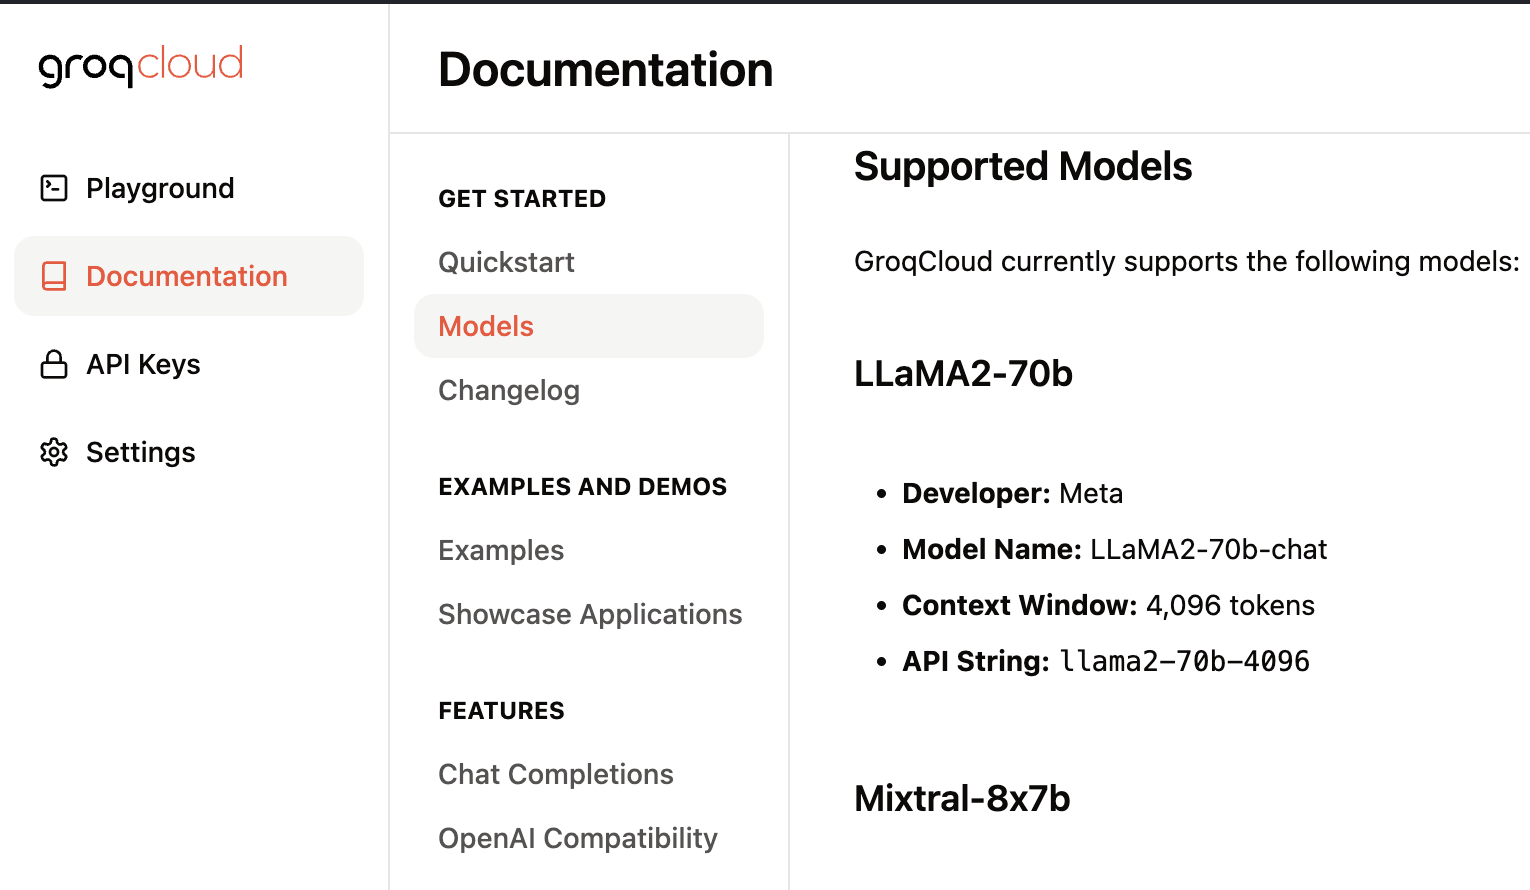 groqcloud
Playground
Documentation
API Keys
Settings
Documentation
GET STARTED
Quickstart
Models
Changelog
EXAMPLES AND DEMOS
Examples
Showcase Applications
FEATURES
Chat Completions
OpenAI Compatibility
Supported Models
GroqCloud currently supports the following models:
LLaMA2-70b
• Developer: Meta
• Model Name: LLaMA2-70b-chat
• Context Window: 4,096 tokens
• API String: llama2-70b-4096
Mixtral-8x7b